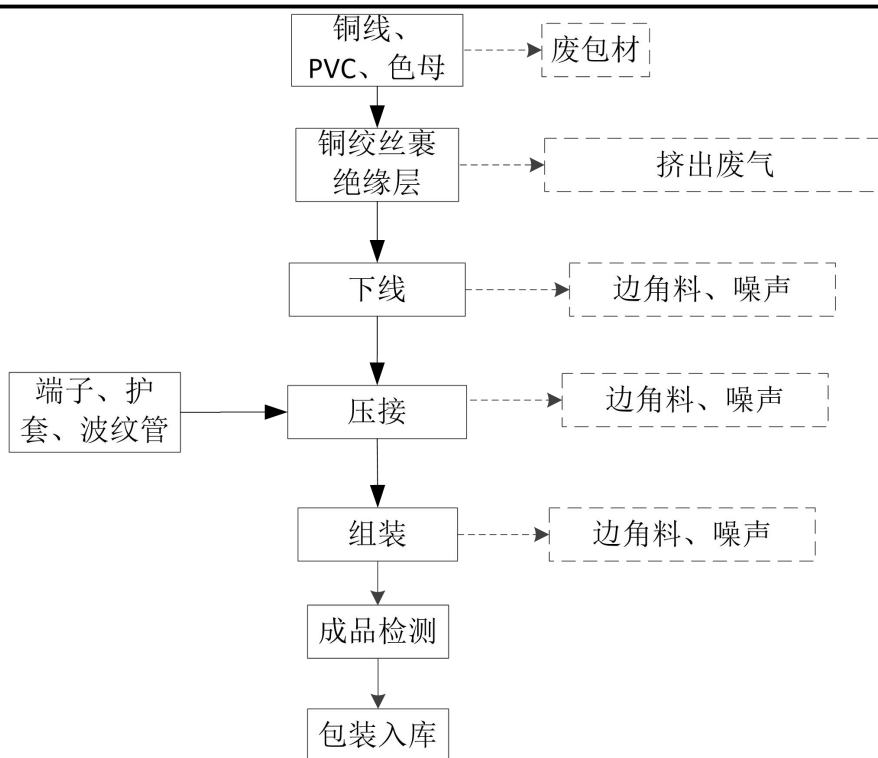 铜线、
PVC、色母
废包材
铜绞丝裹
绝缘层
挤出废气
下线
边角料、噪声
端子、护
套、波纹管
压接
边角料、噪声
组装
边角料、噪声
成品检测
包装入库